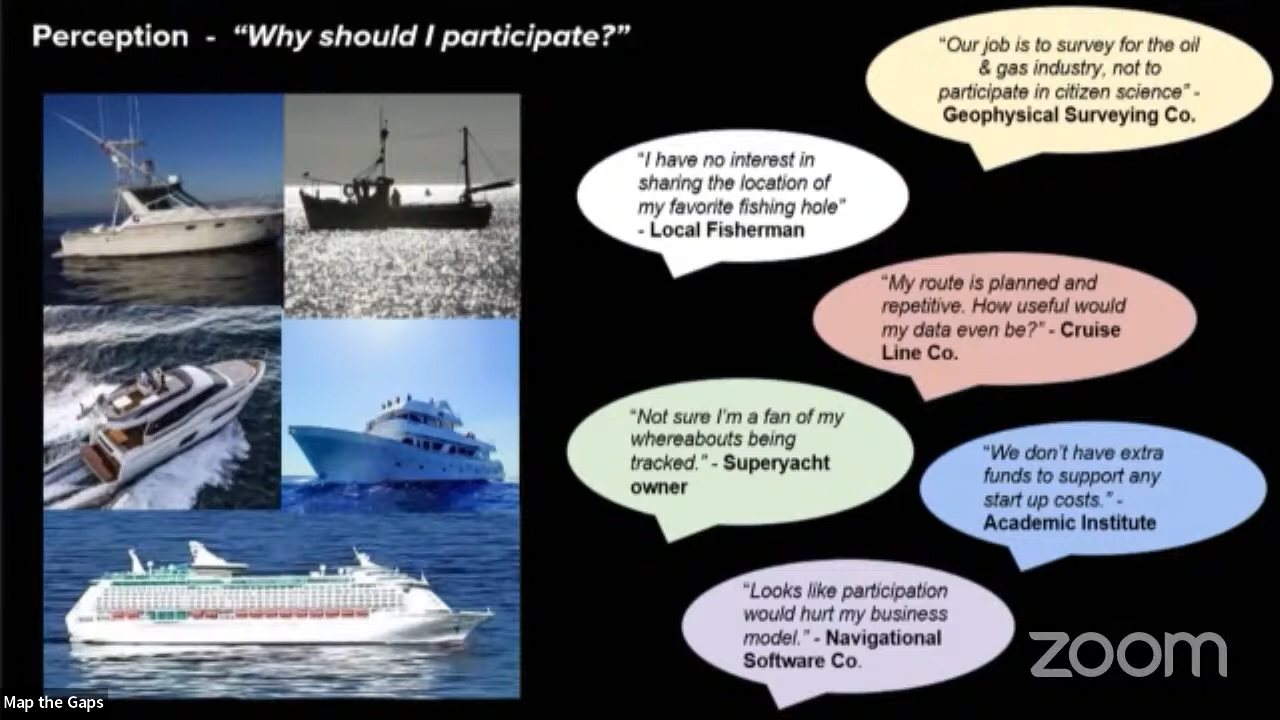 Perception - “Why should I participate?”
“Our job is to survey for the oil
& gas industry, not to
participate in citizen science” -
Geophysical Surveying Co.
“I have no interest in
sharing the location of
my favorite fishing hole”
- Local Fisherman
“My route is planned and
repetitive. How useful would
my data even be?” - Cruise
Line Co.
“Not sure I’m a fan of my
whereabouts being
tracked.” - Superyacht
owner
“We don’t have extra
funds to support any
start up costs.” -
Academic Institute
“Looks like participation
would hurt my business
model.” - Navigational
Software Co.
zoom
Map the Gaps